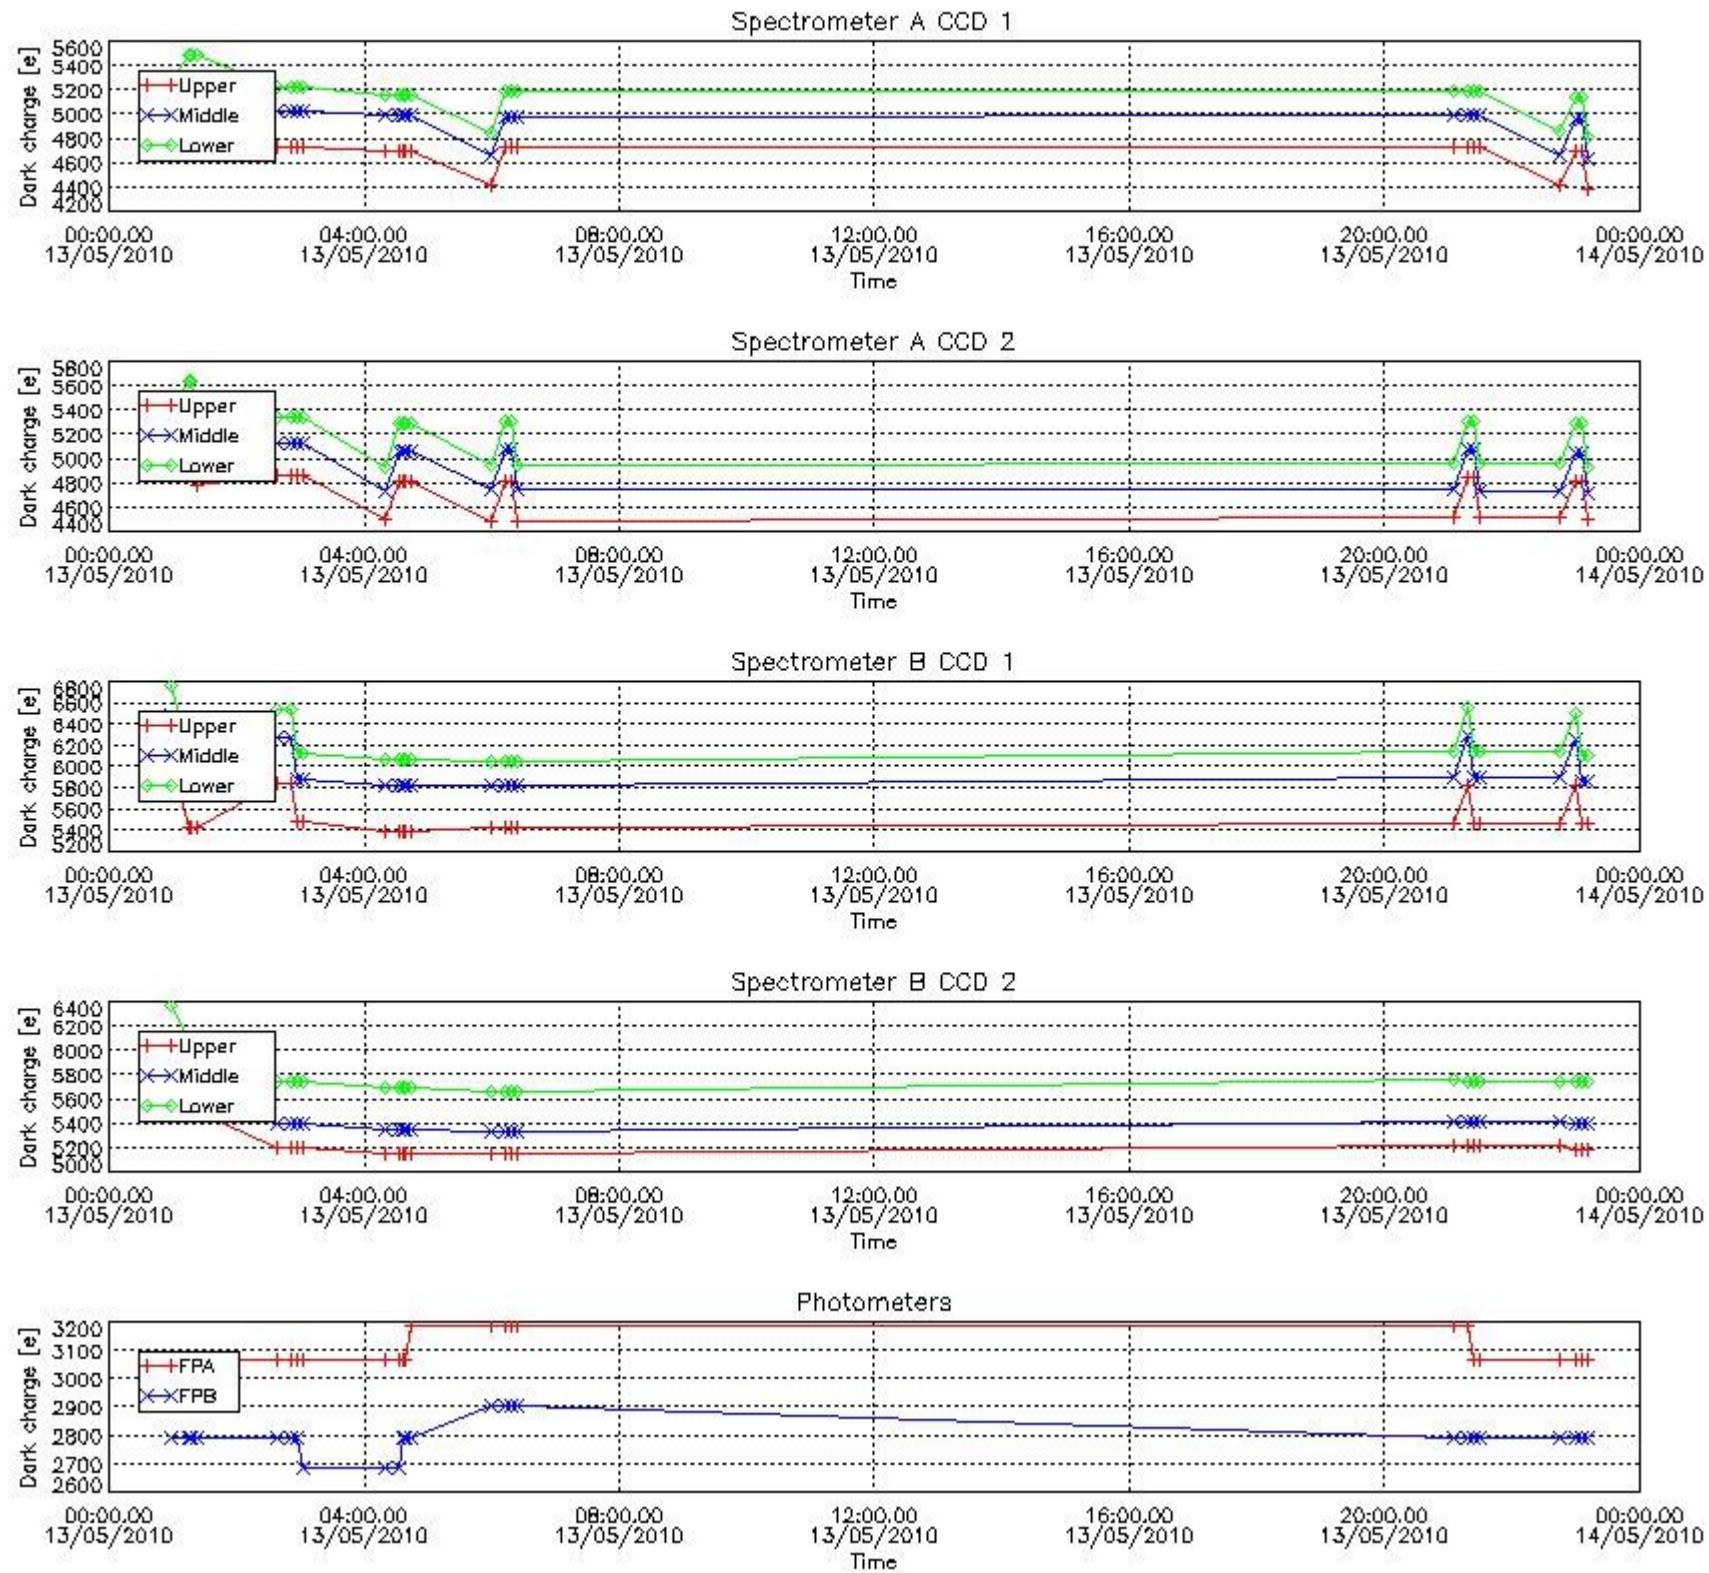 Spectrometer A CCD 1
Dark charge [e]
5600
5400
5200
5000
4800
4600
4400
4200
Upper
Middle
Lower
00:00.00 04:00.00 08:00.00 12:00.00 16:00.00 20:00.00 00:00.00
13/05/2010 13/05/2010 13/05/2010 13/05/2010 13/05/2010 13/05/2010 14/05/2010
Time
Spectrometer A CCD 2
Dark charge [e]
5800
5600
5400
5200
5000
4800
4600
4400
Upper
Middle
Lower
00:00.00 04:00.00 08:00.00 12:00.00 16:00.00 20:00.00 00:00.00
13/05/2010 13/05/2010 13/05/2010 13/05/2010 13/05/2010 13/05/2010 14/05/2010
Time
Spectrometer B CCD 1
Dark charge [e]
6800
6600
6400
6200
6000
5800
5600
5400
5200
Upper
Middle
Lower
00:00.00 04:00.00 08:00.00 12:00.00 16:00.00 20:00.00 00:00.00
13/05/2010 13/05/2010 13/05/2010 13/05/2010 13/05/2010 13/05/2010 14/05/2010
Time
Spectrometer B CCD 2
Dark charge [e]
6400
6200
6000
5800
5600
5400
5200
5000
Upper
Middle
Lower
00:00.00 04:00.00 08:00.00 12:00.00 16:00.00 20:00.00 00:00.00
13/05/2010 13/05/2010 13/05/2010 13/05/2010 13/05/2010 13/05/2010 14/05/2010
Time
Photometers
Dark charge [e]
3200
3100
3000
2900
2800
2700
2600
FPA
FPB
00:00.00 04:00.00 08:00.00 12:00.00 16:00.00 20:00.00 00:00.00
13/05/2010 13/05/2010 13/05/2010 13/05/2010 13/05/2010 13/05/2010 14/05/2010
Time